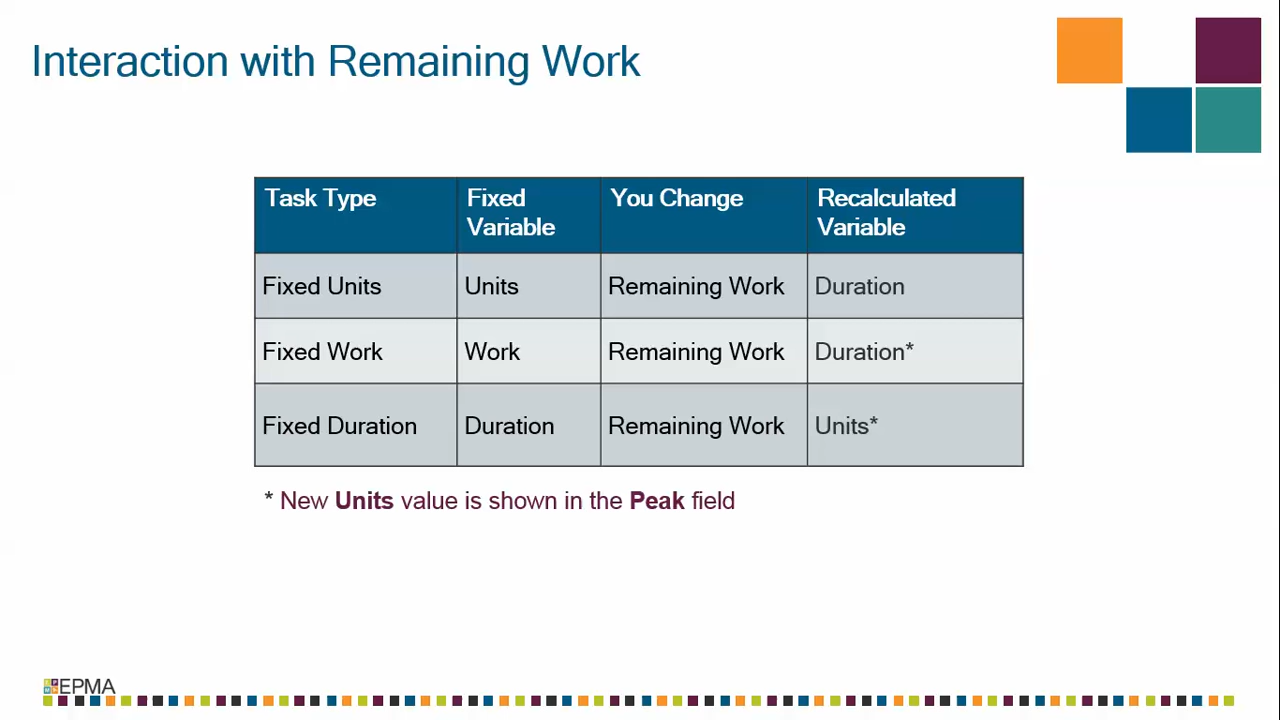 Interaction with Remaining Work
Task Type Fixed Variable You Change Recalculated Variable
Fixed Units Units Remaining Work Duration
Fixed Work Work Remaining Work Duration*
Fixed Duration Duration Remaining Work Units*
* New Units value is shown in the Peak field
EPMA